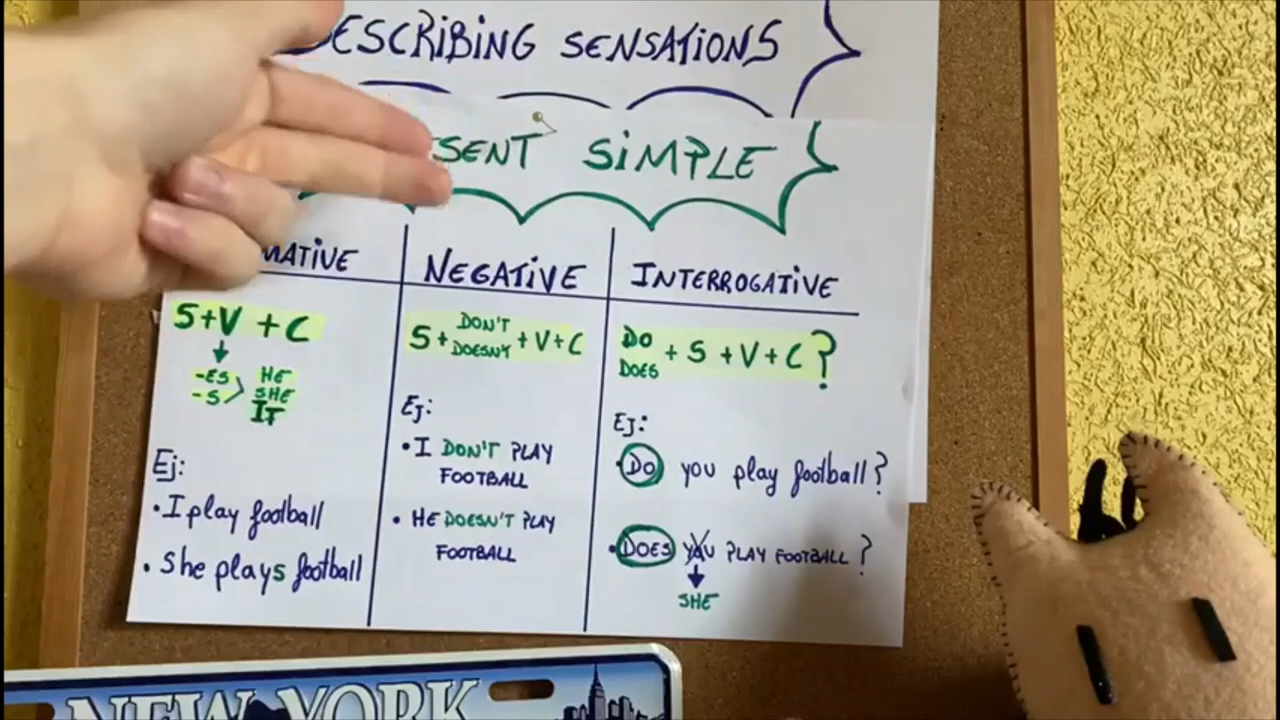 ESCRIBING SENSATIONS
SENT SIMPLE
MATIVE NEGATIVE INTERROGATIVE
S+V+C
-ES HE
-S SHE
IT
Ej:
• I play football
• She plays football
DON'T
S+ DOESN'T +V+C
Ej:
• I DON'T PLAY
FOOTBALL
• HE DOESN'T PLAY
FOOTBALL
DO
DOES + S + V + C ?
Ej:
• Do you play football?
• DOES YOU PLAY FOOTBALL?
SHE
NEW YORK